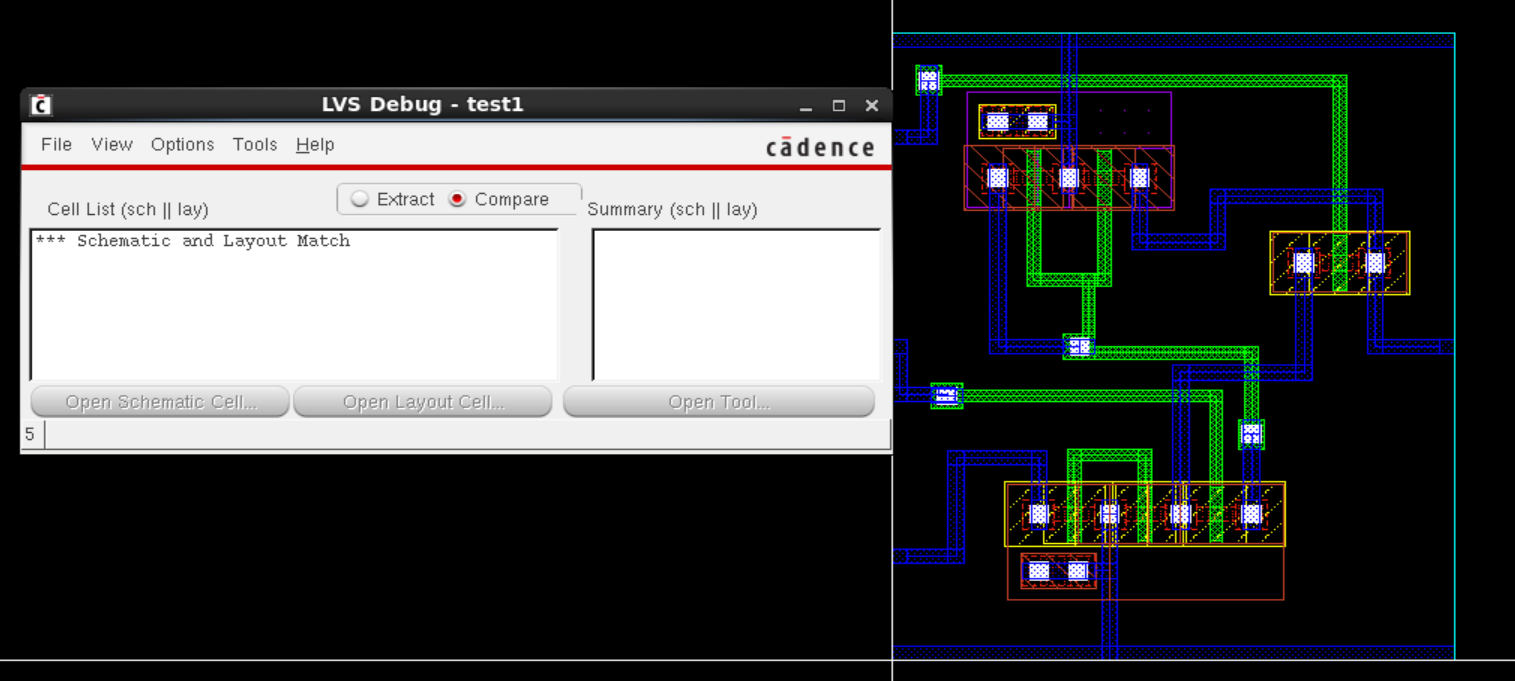 LVS Debug - test1
File View Options Tools Help
cādence
Extract Compare
Cell List (sch || lay)
Summary (sch || lay)
*** Schematic and Layout Match
Open Schematic Cell... Open Layout Cell... Open Tool...
5